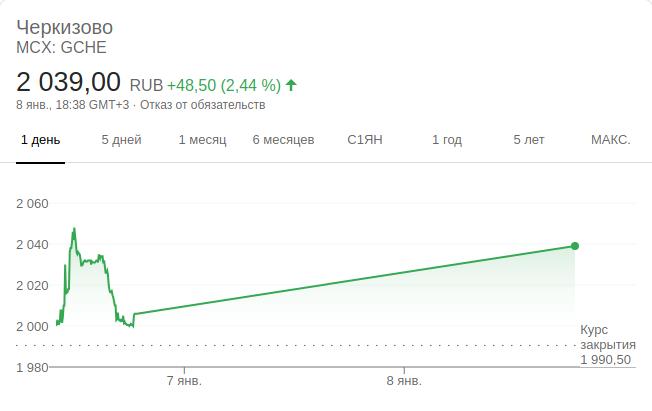 Черкизово
MCX: GCHE
2 039,00 RUB +48,50 (2,44 %)
8 янв., 18:38 GMT+3 · Отказ от обязательств
1 день 5 дней 1 месяц 6 месяцев С1ЯН 1 год 5 лет МАКС.
2 060
2 040
2 020
2 000
1 980
Курс
закрытия
1 990,50
7 янв. 8 янв.